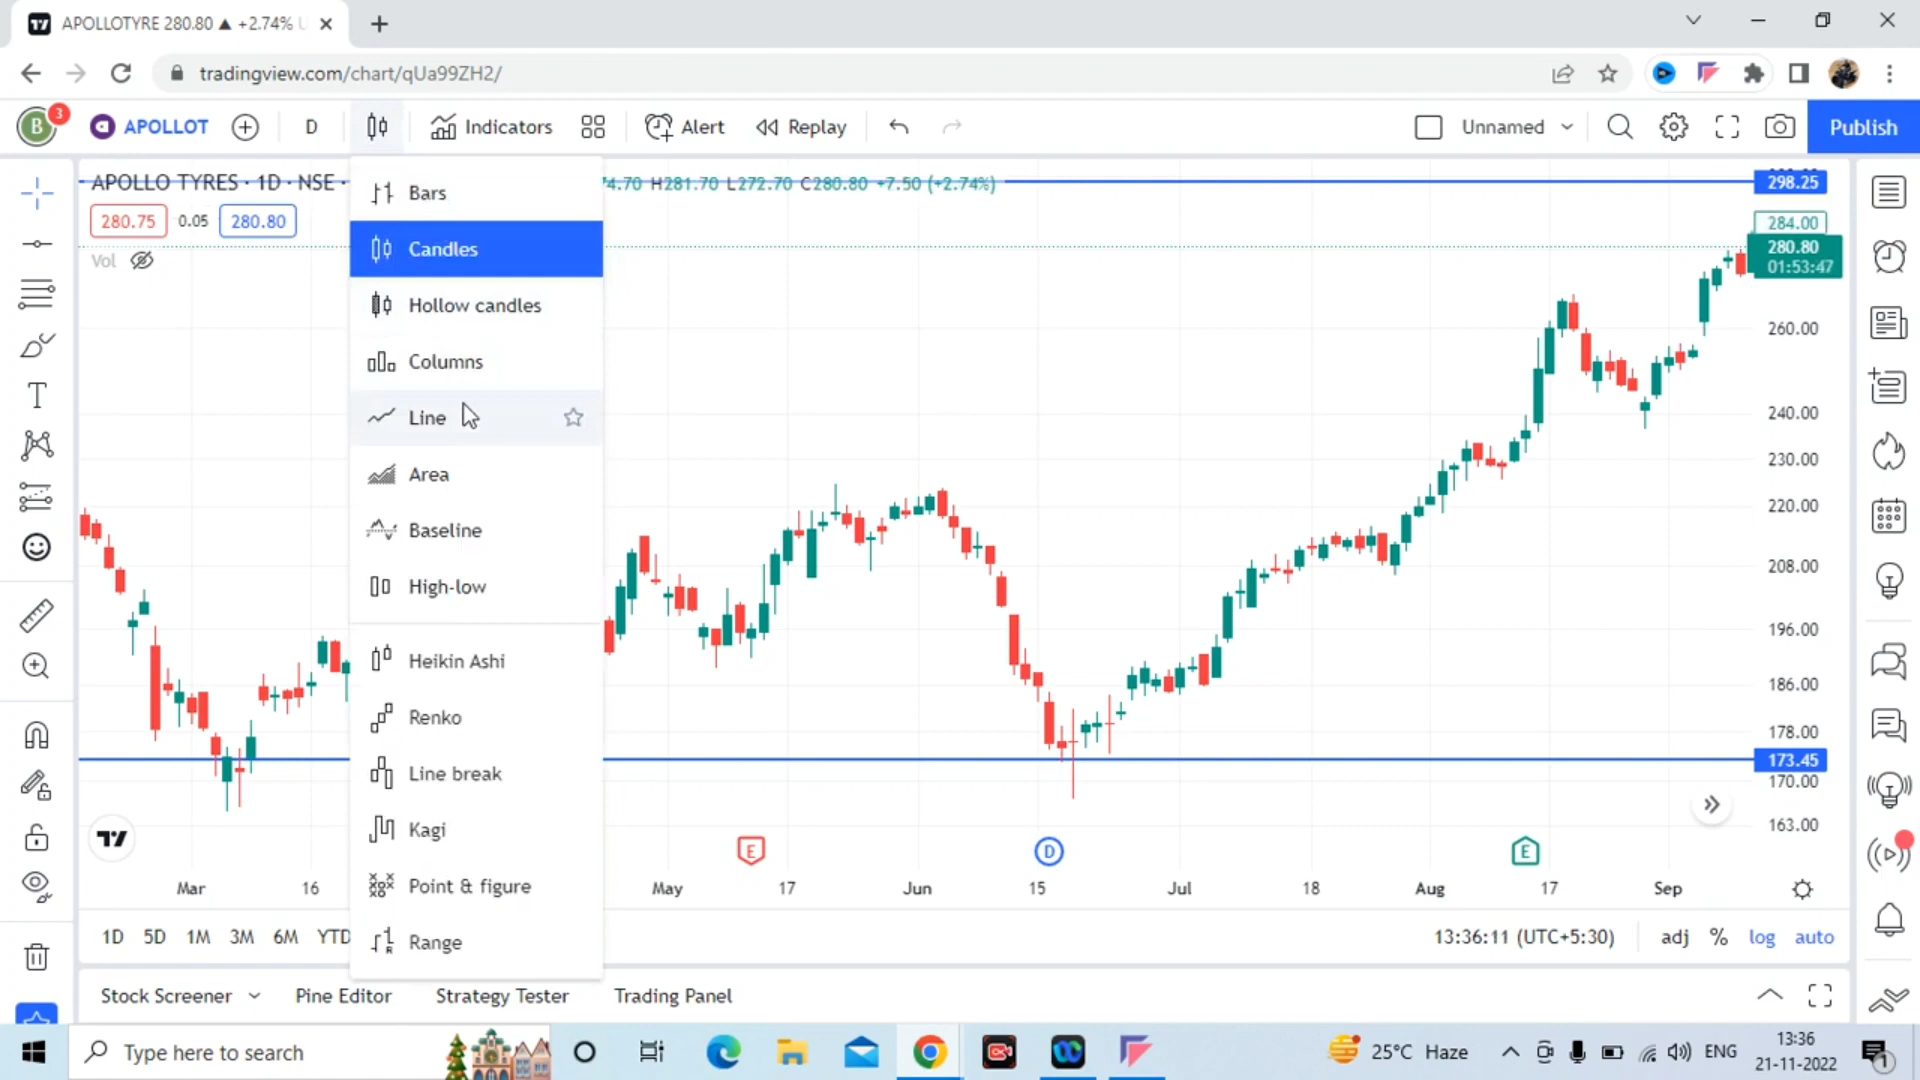 APOLLOTYRE 280.80 ▲ +2.74% U
tradingview.com/chart/qUa99ZH2/
B
3
APOLLOT
D
Indicators
Alert
Replay
Unnamed
Publish
APOLLO TYRES · 1D · NSE ·
74.70 H281.70 L272.70 C280.80 +7.50 (+2.74%)
280.75
0.05
280.80
Vol
Bars
Candles
Hollow candles
Columns
Line
Area
Baseline
High-low
Heikin Ashi
Renko
Line break
Kagi
Point & figure
Range
298.25
284.00
280.80
01:53:47
260.00
240.00
230.00
220.00
208.00
196.00
186.00
178.00
173.45
170.00
163.00
E
D
E
Mar
16
May
17
Jun
15
Jul
18
Aug
17
Sep
1D 5D 1M 3M 6M YTD
13:36:11 (UTC+5:30)
adj % log auto
Stock Screener
Pine Editor
Strategy Tester
Trading Panel
Type here to search
25°C Haze
ENG
13:36
21-11-2022
1